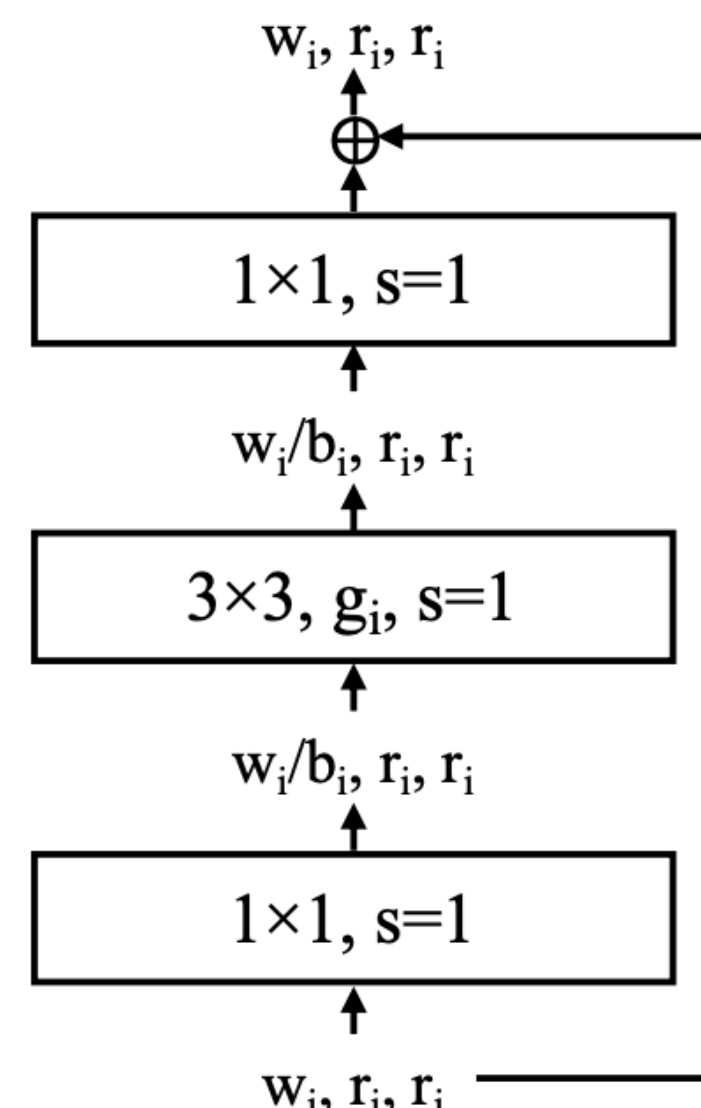 wᵢ, rᵢ, rᵢ
1×1, s=1
wᵢ/bᵢ, rᵢ, rᵢ
3×3, gᵢ, s=1
wᵢ/bᵢ, rᵢ, rᵢ
1×1, s=1
wᵢ, rᵢ, rᵢ